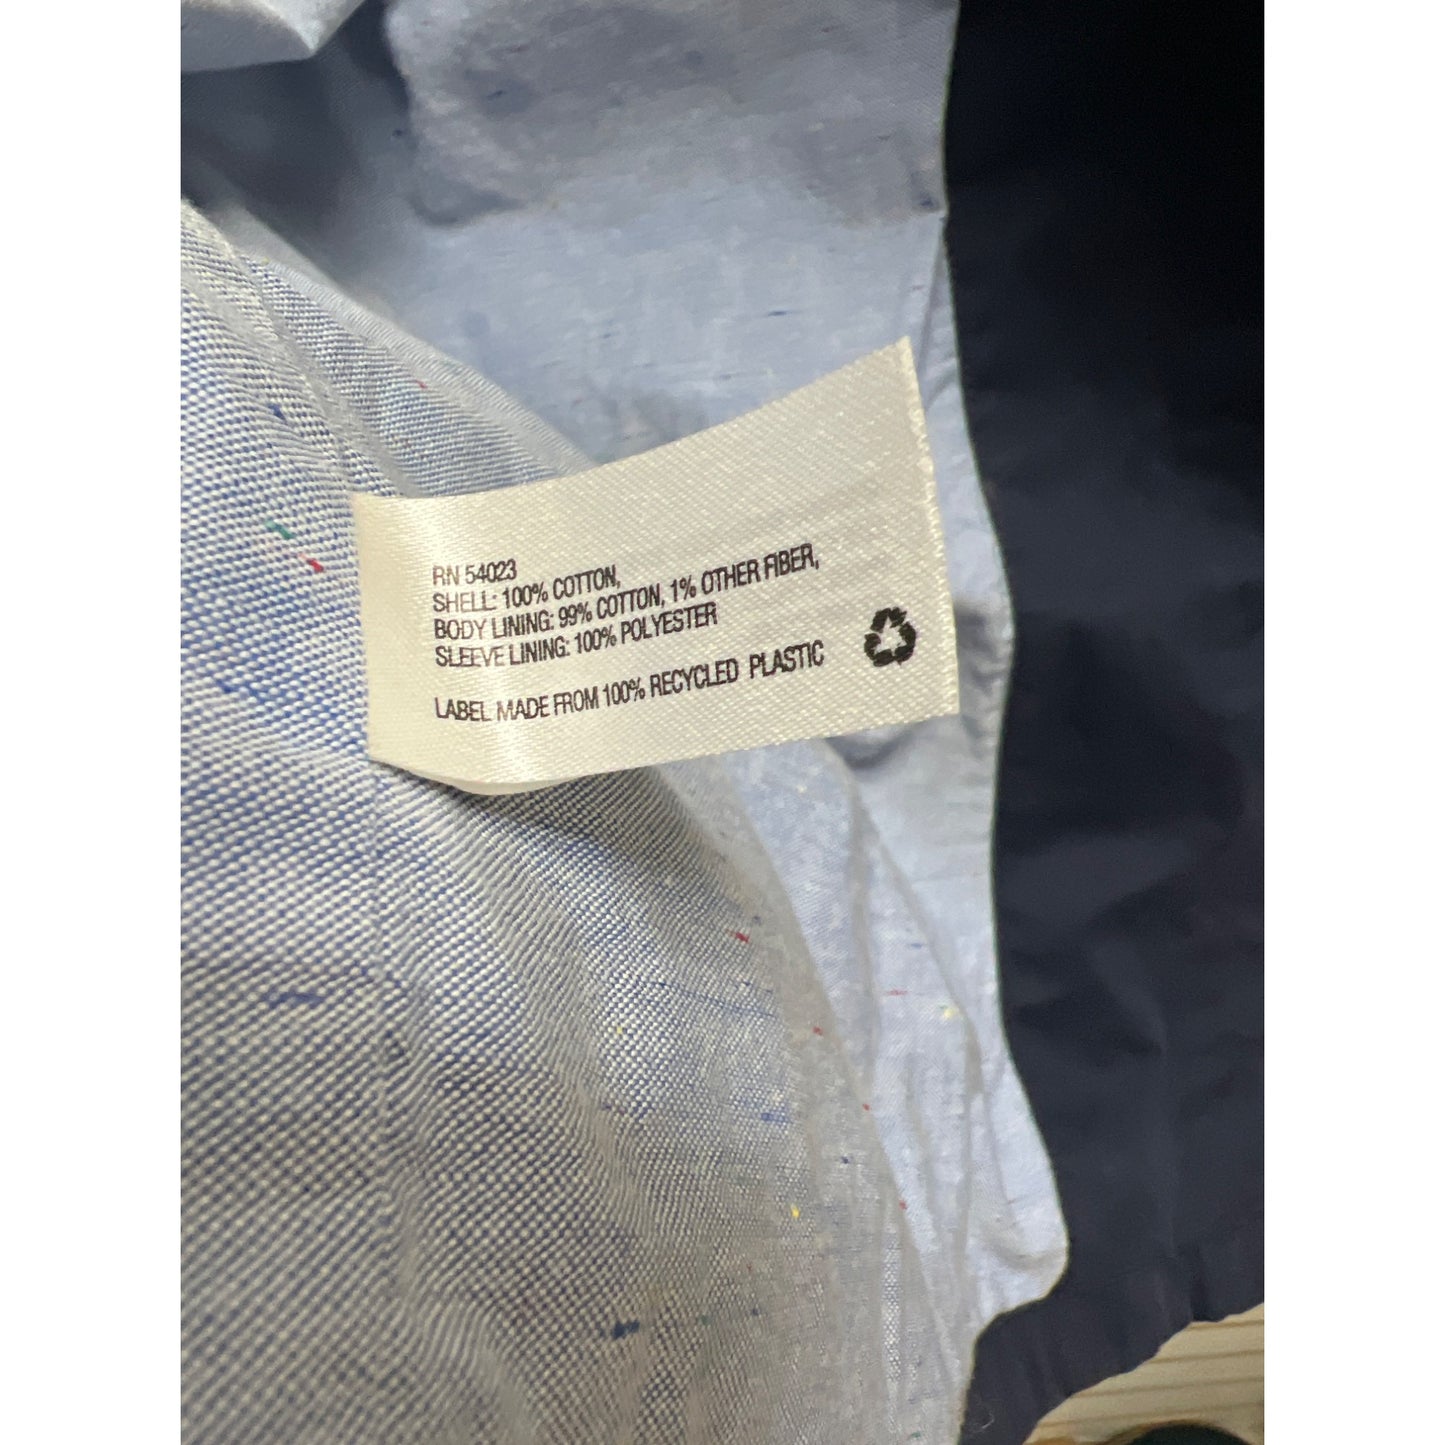 RN 54023
SHELL: 100% COTTON,
BODY LINING: 99% COTTON, 1% OTHER FIBER,
SLEEVE LINING: 100% POLYESTER
LABEL MADE FROM 100% RECYCLED PLASTIC